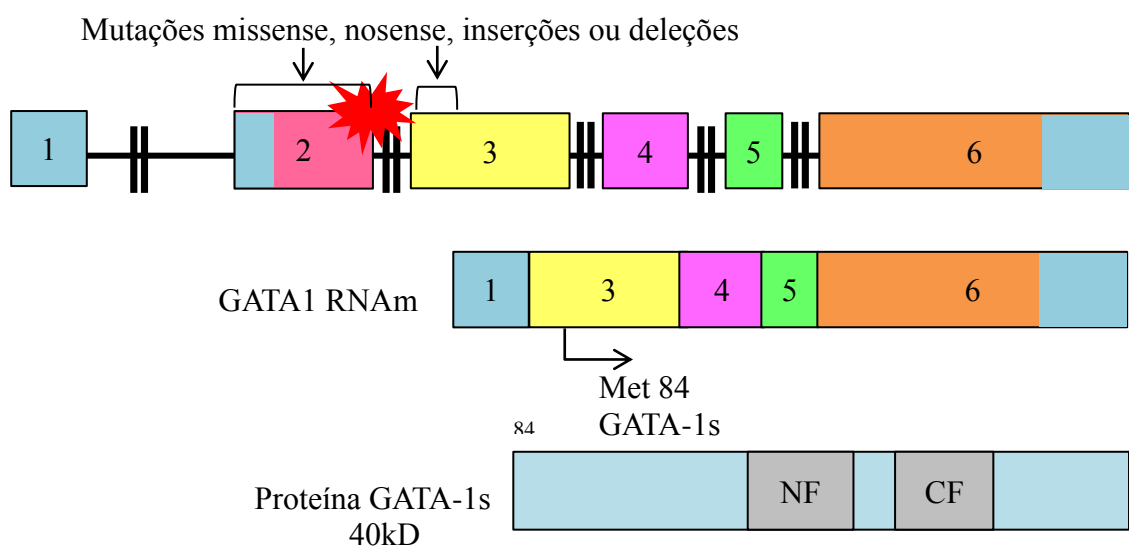 Mutações missense, nosense, inserções ou deleções
1 2 3 4 5 6
GATA1 RNAm
1 3 4 5 6
Met 84
GATA-1s
84
Proteína GATA-1s
40kD
NF CF